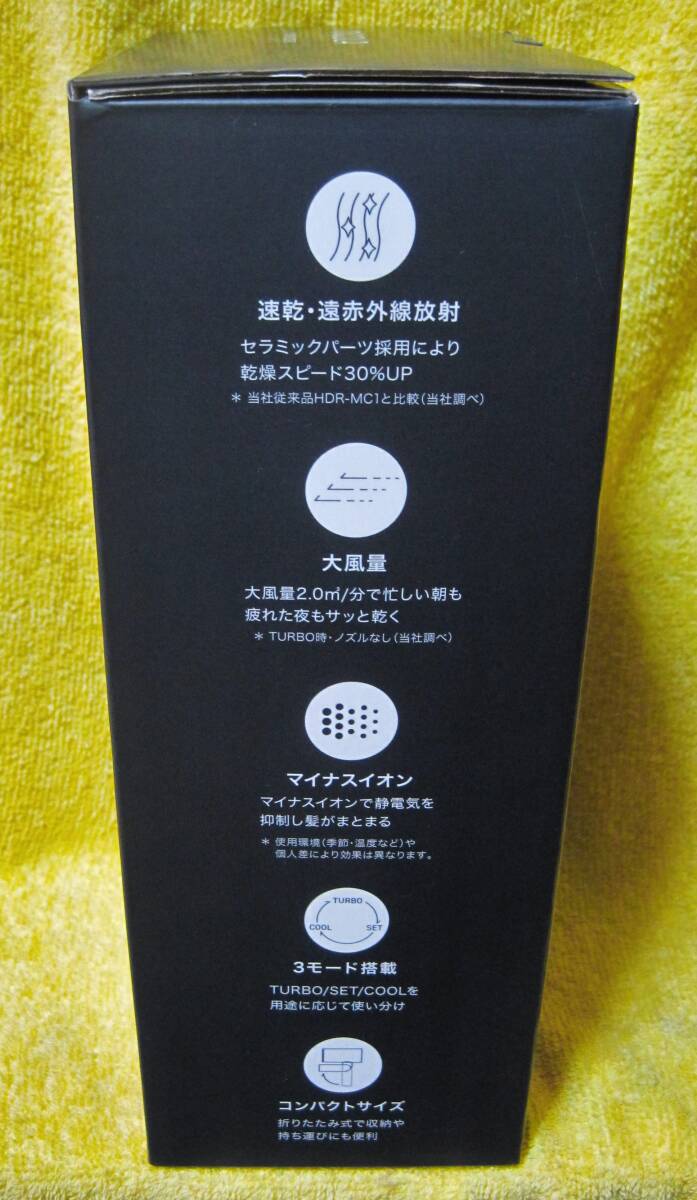 速乾・遠赤外線放射
セラミックパーツ採用により
乾燥スピード30%UP
＊ 当社従来品HDR-MC1と比較（当社調べ）
大風量
大風量2.0㎥/分で忙しい朝も
疲れた夜もサッと乾く
＊ TURBO時・ノズルなし（当社調べ）
マイナスイオン
マイナスイオンで静電気を
抑制し髪がまとまる
＊ 使用環境（季節・温度など）や
個人差により効果は異なります。
TURBO
COOL SET
3モード搭載
TURBO/SET/COOLを
用途に応じて使い分け
コンパクトサイズ
折りたたみ式で収納や
持ち運びにも便利